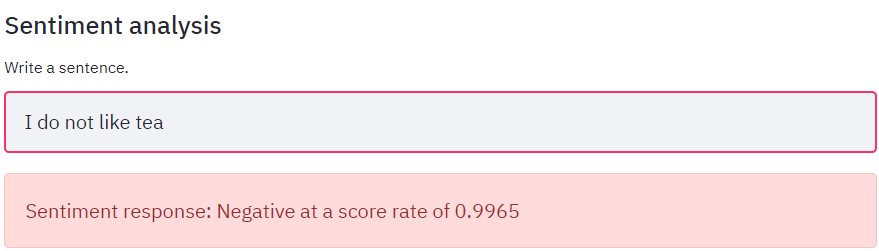 Sentiment analysis
Write a sentence.
I do not like tea
Sentiment response: Negative at a score rate of 0.9965